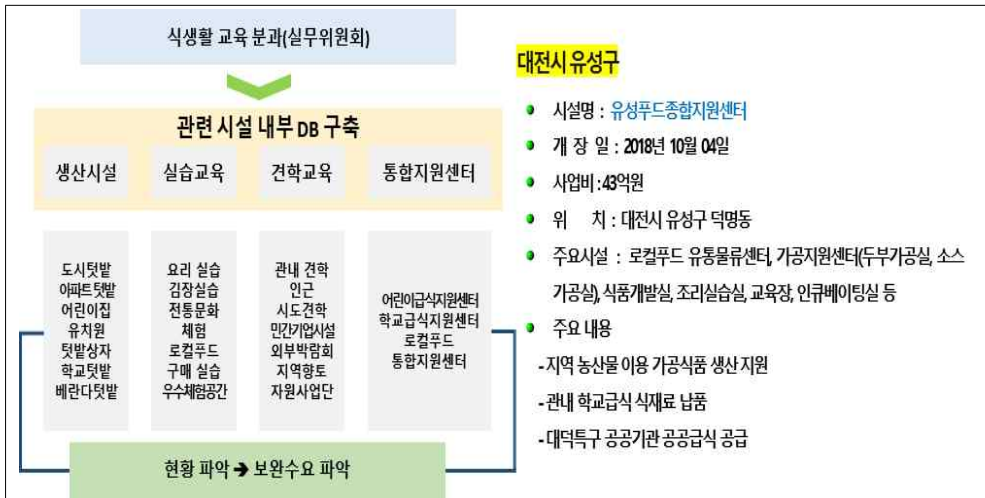 식생활 교육 분과(실무위원회)
관련 시설 내부 DB 구축
생산시설
실습교육
견학교육
통합지원센터
도시텃밭
아파트텃밭
어린이집
유치원
텃밭상자
학교텃밭
베란다텃밭
요리 실습
김장실습
전통문화
체험
로컬푸드
구매 실습
우수체험공간
관내 견학
인근
시도견학
민간기업시설
외부박람회
지역향토
자원사업단
어린이급식지원센터
학교급식지원센터
로컬푸드
통합지원센터
현황 파악 ➔ 보완수요 파악
대전시 유성구
• 시설명 : 유성푸드종합지원센터
• 개 장 일 : 2018년 10월 04일
• 사업비 : 43억원
• 위 치 : 대전시 유성구 덕명동
• 주요시설 : 로컬푸드 유통물류센터, 가공지원센터(두부가공실, 소스
가공실), 식품개발실, 조리실습실, 교육장, 인큐베이팅실 등
• 주요 내용
- 지역 농산물 이용 가공식품 생산 지원
- 관내 학교급식 식재료 납품
- 대덕특구 공공기관 공공급식 공급